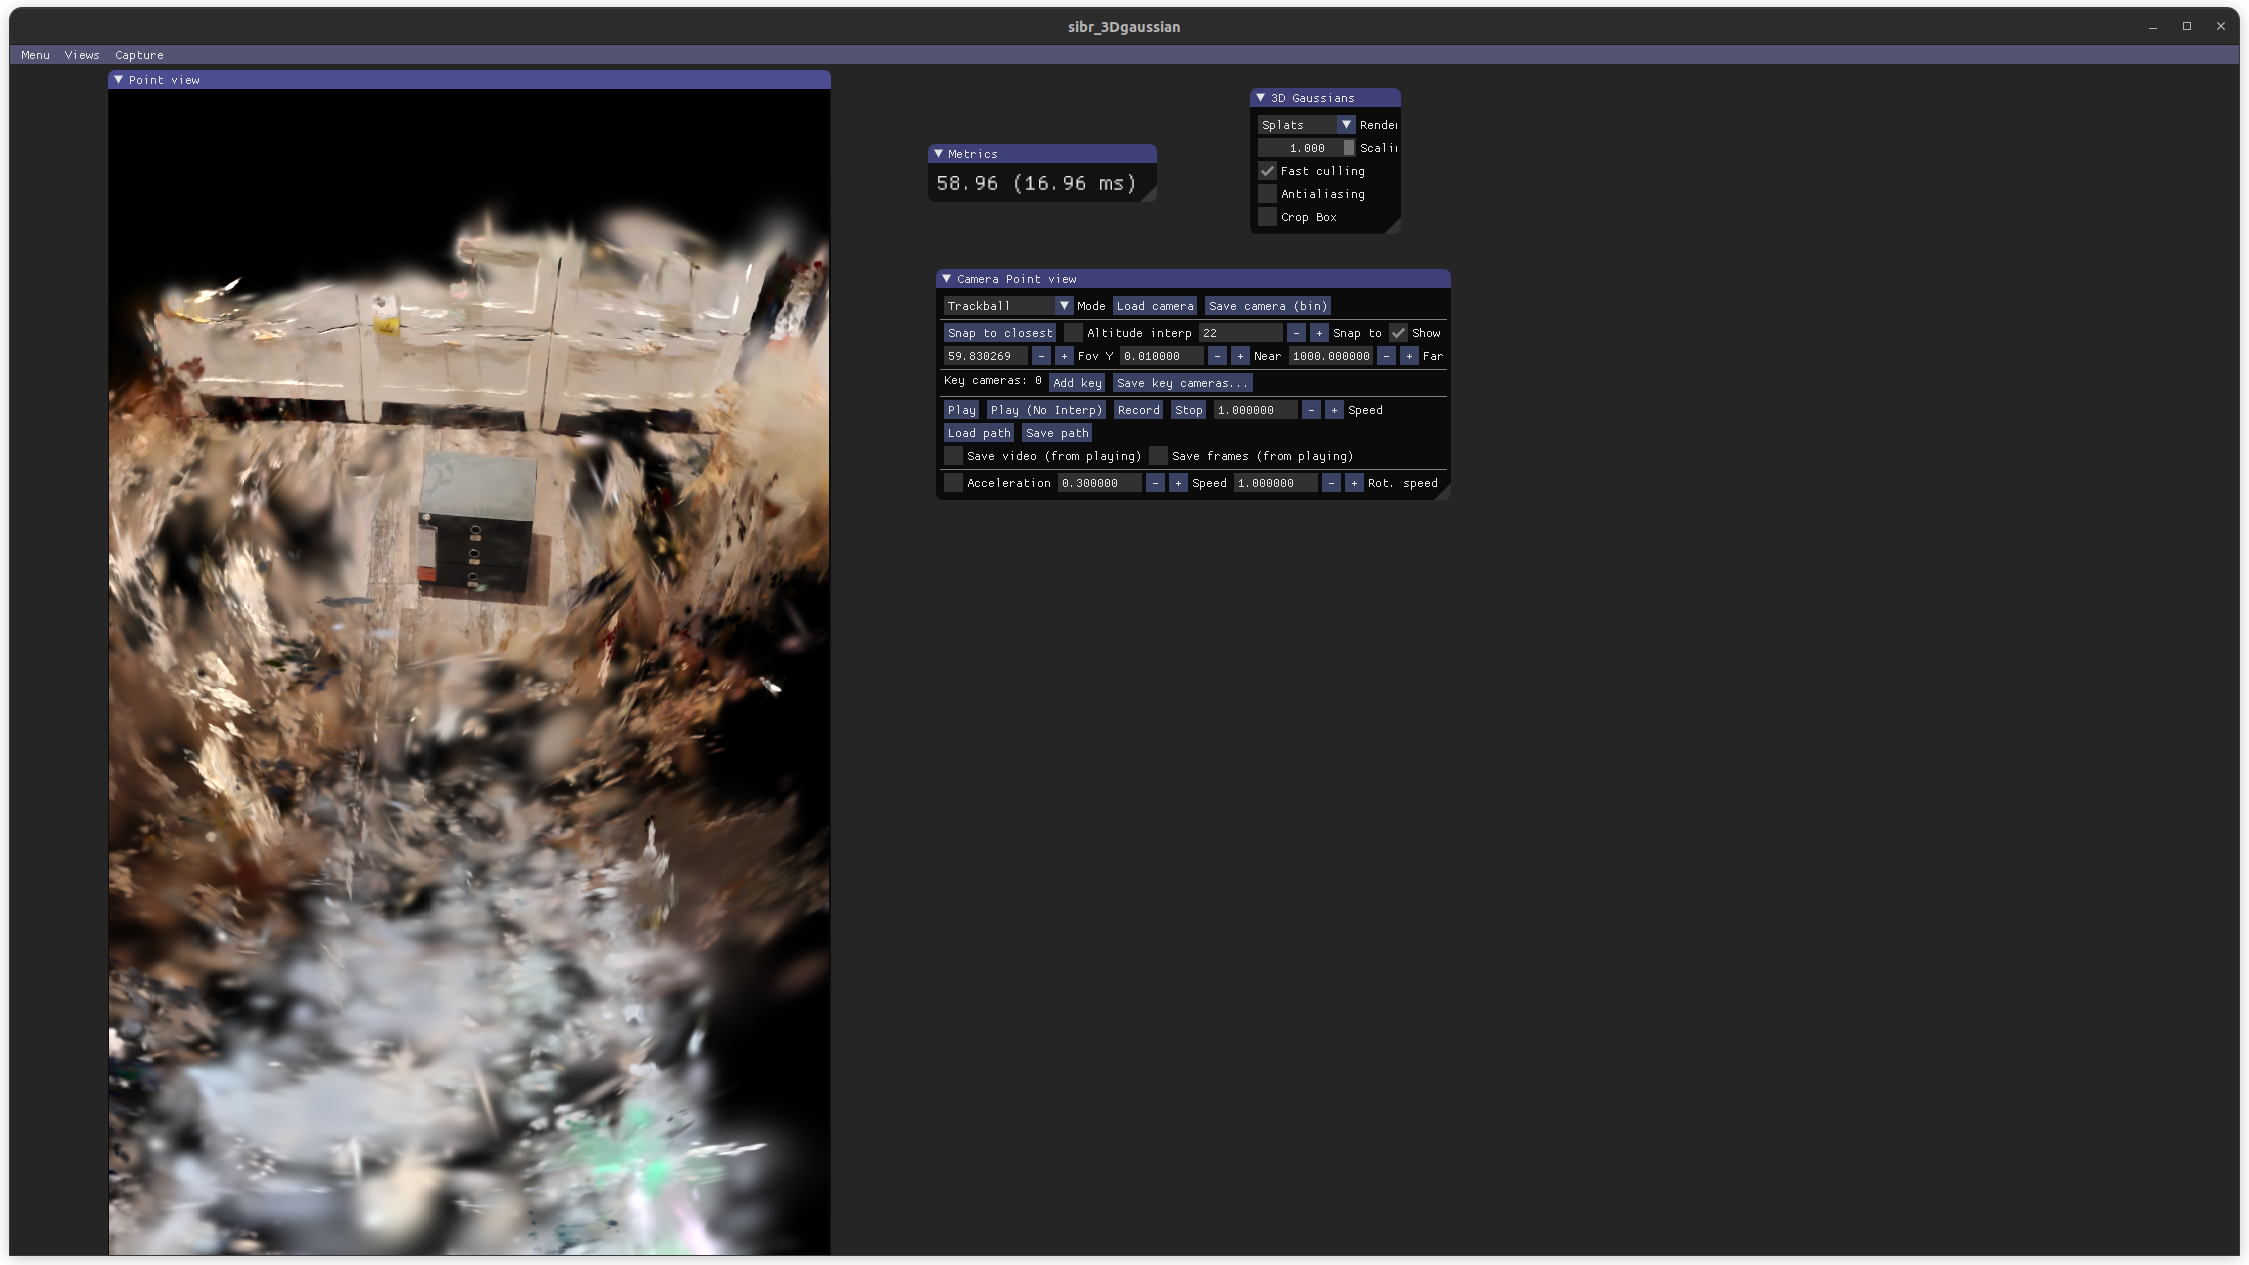 sibr_3Dgaussian
Menu Views Capture
Point view
Metrics
58.96 (16.96 ms)
3D Gaussians
Splats Render
1.000 Scalin
Fast culling
Antialiasing
Crop Box
Camera Point view
Trackball Mode Load camera Save camera (bin)
Snap to closest Altitude interp 22 - + Snap to Show
59.830269 - + Fov Y 0.010000 - + Near 1000.000000 - + Far
Key cameras: 0 Add key Save key cameras...
Play Play (No Interp) Record Stop 1.000000 - + Speed
Load path Save path
Save video (from playing) Save frames (from playing)
Acceleration 0.300000 - + Speed 1.000000 - + Rot. speed